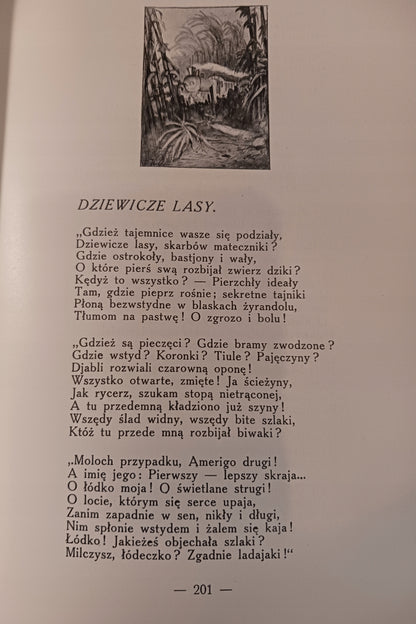 DZIEWICZE LASY.
„Gdzież tajemnice wasze się podziały,
Dziewicze lasy, skarbów mateczniki?
Gdzie ostrokoły, bastjony i wały,
O które pierś swą rozbijał zwierz dziki?
Kędyż to wszystko? — Pierzchły ideały
Tam, gdzie pieprz rośnie; sekretne tajniki
Płoną bezwstydne w blaskach żyrandolu,
Tłumom na pastwę! O zgrozo i bolu!
„Gdzież są pieczęci? Gdzie bramy zwodzone?
Gdzie wstyd? Koronki? Tiule? Pajęczyny?
Djabli rozwiali czarowną oponę!
Wszystko otwarte, zmięte! Ja ścieżyny,
Jak rycerz, szukam stopą nietrąconej,
A tu przedemną kładziono już szyny!
Wszędy ślad widny, wszędy bite szlaki,
Któż tu przede mną rozbijał biwaki?
„Moloch przypadku, Amerigo drugi!
A imię jego: Pierwszy — lepszy skraja...
O łódko moja! O świetlane strugi!
O locie, którym się serce upaja,
Zanim zapadnie w sen, nikły i długi,
Nim spłonie wstydem i żalem się kaja!
Łódko! Jakieżeś objechała szlaki?
Milczysz, łódeczko? Zgadnie ladajaki!“
— 201 —